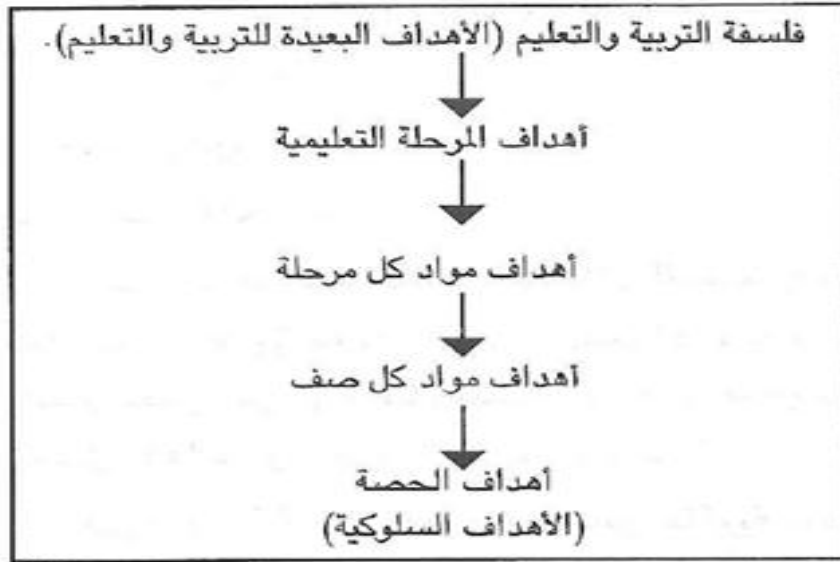 فلسفة التربية والتعليم (الأهداف البعيدة للتربية والتعليم).
أهداف المرحلة التعليمية
أهداف مواد كل مرحلة
أهداف مواد كل صف
أهداف الحصة
(الأهداف السلوكية)